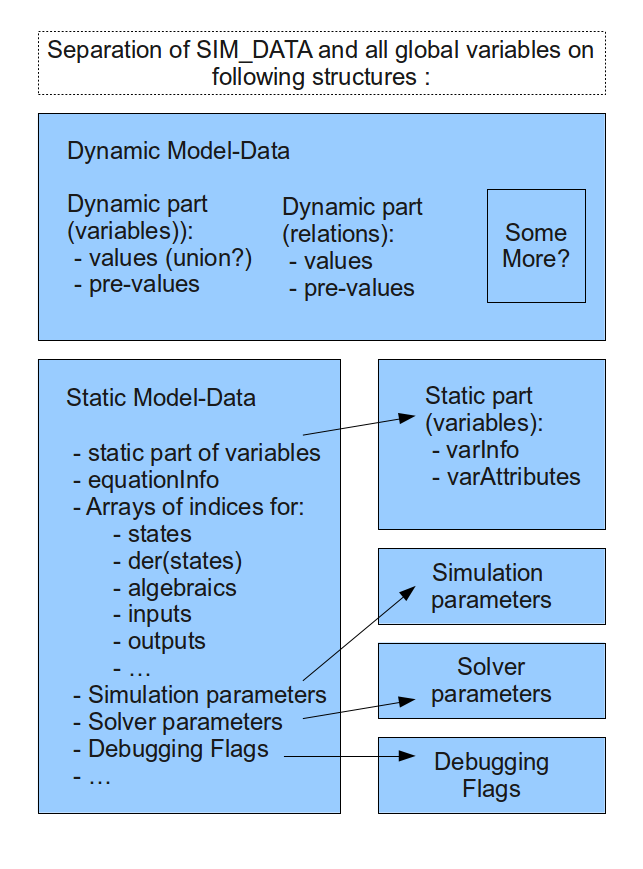 Separation of SIM_DATA and all global variables on
following structures :
Dynamic Model-Data
Dynamic part
(variables)):
- values (union?)
- pre-values
Dynamic part
(relations):
- values
- pre-values
Some
More?
Static Model-Data
- static part of variables
- equationInfo
- Arrays of indices for:
- states
- der(states)
- algebraics
- inputs
- outputs
- ...
- Simulation parameters
- Solver parameters
- Debugging Flags
- ...
Static part
(variables):
- varInfo
- varAttributes
Simulation
parameters
Solver
parameters
Debugging
Flags